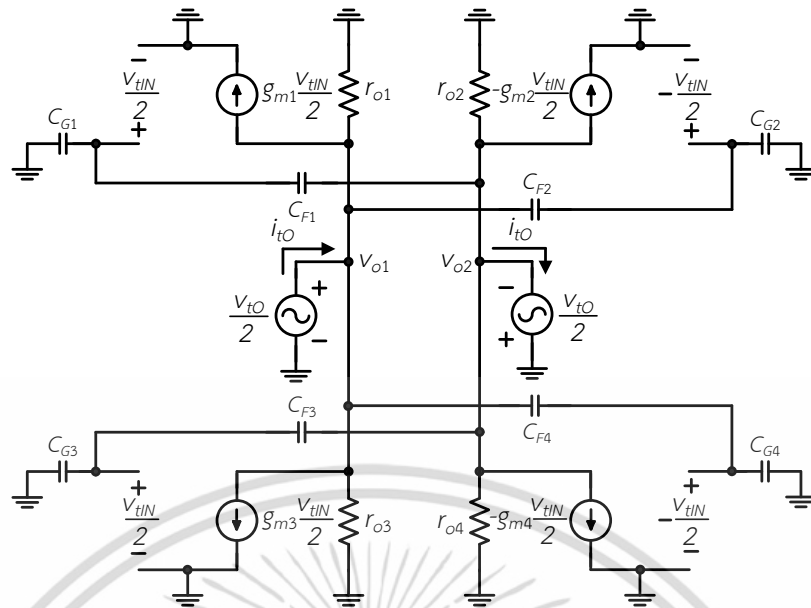 v_tIN/2
g_m1 v_tIN/2
r_o1
r_o2
-g_m2 v_tIN/2
- v_tIN/2
C_G1
C_G2
C_F1
C_F2
i_tO
v_o1
v_o2
i_tO
v_tO/2
v_tO/2
C_F3
C_F4
C_G3
C_G4
v_tIN/2
g_m3 v_tIN/2
r_o3
r_o4
-g_m4 v_tIN/2
- v_tIN/2